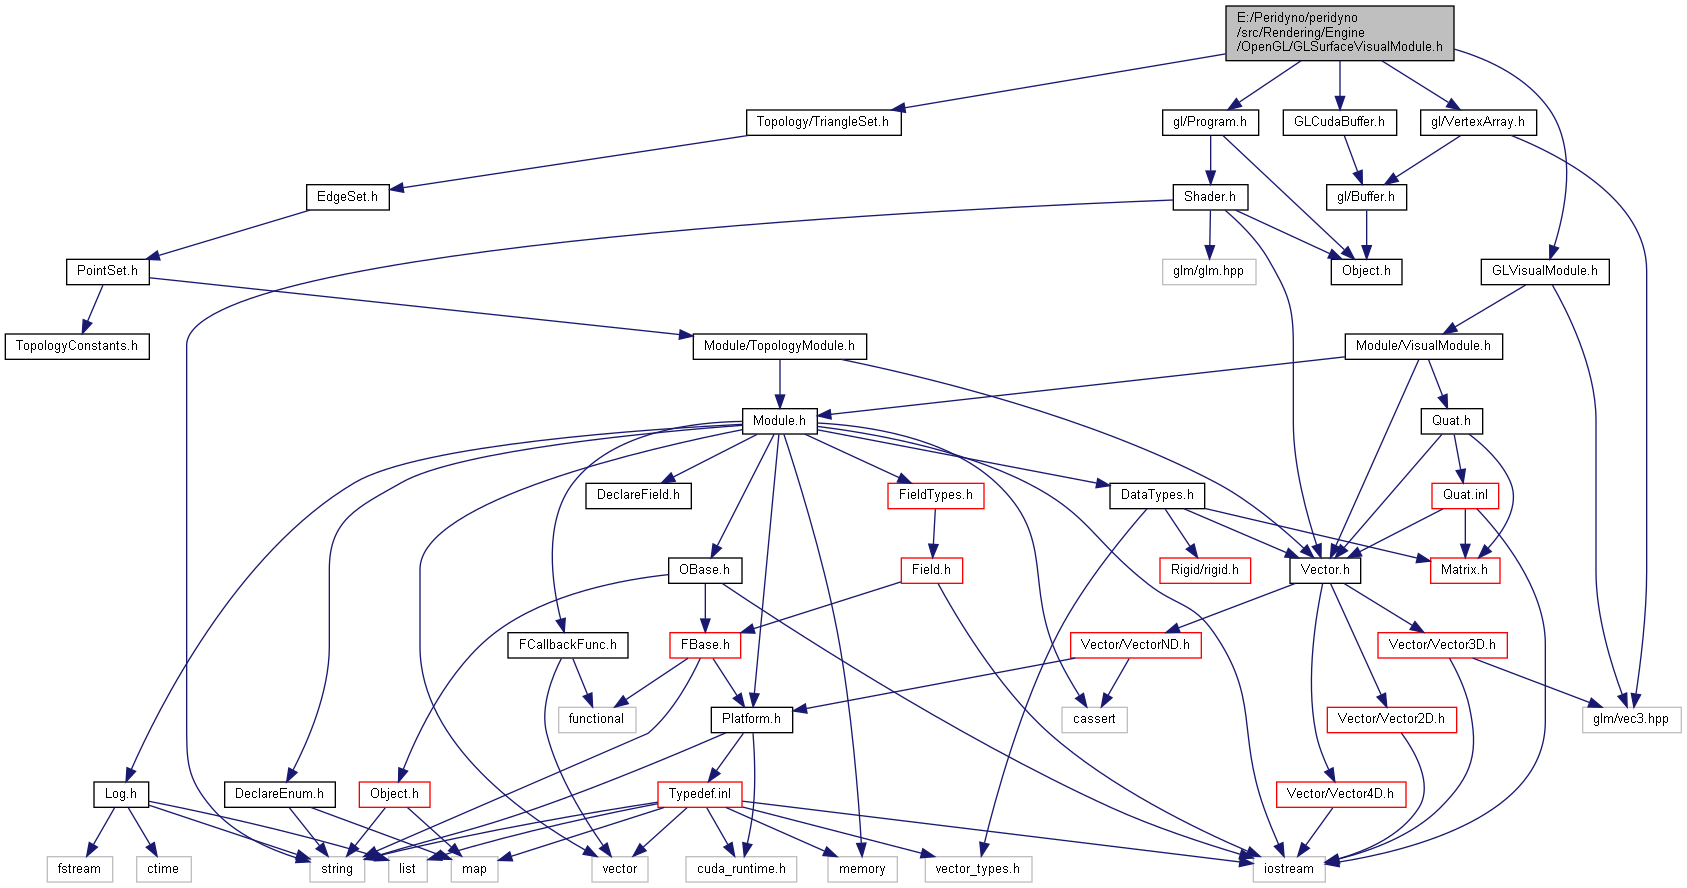 E:/Peridyno/peridyno
/src/Rendering/Engine
/OpenGL/GLSurfaceVisualModule.h
Topology/TriangleSet.h
gl/Program.h
GLCudaBuffer.h
gl/VertexArray.h
EdgeSet.h
Shader.h
gl/Buffer.h
PointSet.h
glm/glm.hpp
Object.h
GLVisualModule.h
TopologyConstants.h
Module/TopologyModule.h
Module/VisualModule.h
Module.h
Quat.h
DeclareField.h
FieldTypes.h
DataTypes.h
Quat.inl
OBase.h
Field.h
Rigid/rigid.h
Vector.h
Matrix.h
FCallbackFunc.h
FBase.h
Vector/VectorND.h
Vector/Vector3D.h
functional
Platform.h
cassert
Vector/Vector2D.h
glm/vec3.hpp
Log.h
DeclareEnum.h
Object.h
Typedef.inl
Vector/Vector4D.h
fstream
ctime
string
list
map
vector
cuda_runtime.h
memory
vector_types.h
iostream